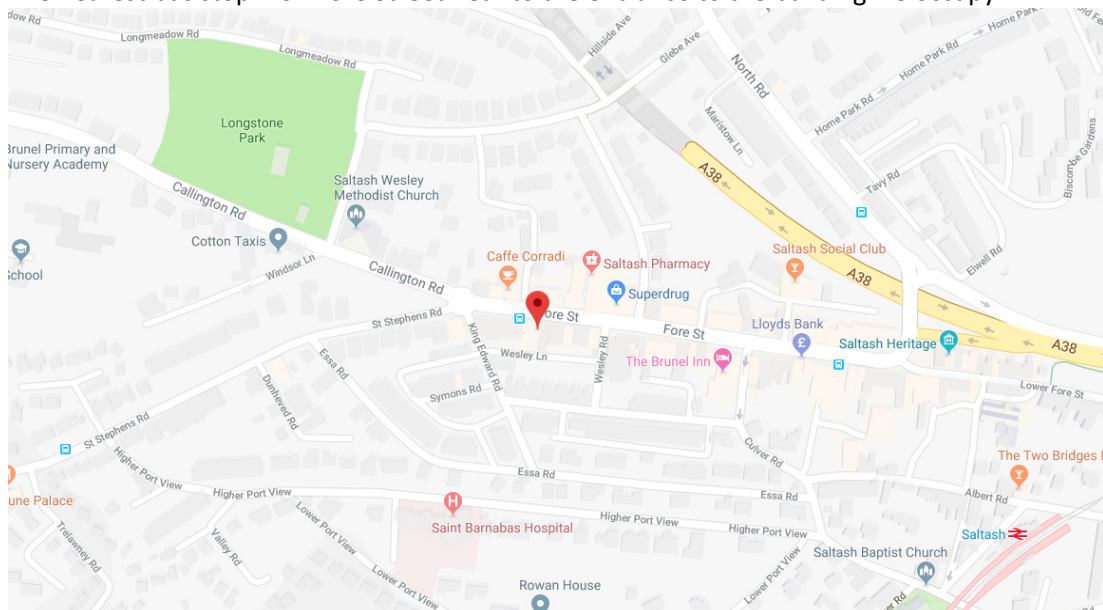 Longmeadow Rd
Longmeadow Rd
Hillside Ave
Glebe Ave
North Rd
Home Park Rd
Home Park Rd
Longstone
Park
Maristow Ln
Brunel Primary and
Nursery Academy
A38
Tavy Rd
Saltash Wesley
Methodist Church
Callington Rd
Cotton Taxis
Elwell Rd
Saltash Social Club
School
Windsor Ln
Caffe Corradi
Saltash Pharmacy
Callington Rd
A38
Superdrug
Fore St
St Stephens Rd
Fore St
Lloyds Bank
Saltash Heritage
A38
King Edward Rd
Wesley Ln
Wesley Rd
The Brunel Inn
Essa Rd
Lower Fore St
Dunheved Rd
Symons Rd
St Stephens Rd
Culver Rd
The Two Bridges
Higher Port View
Essa Rd
Essa Rd
Albert Rd
Higher Port View
Saint Barnabas Hospital
Higher Port View
Higher Port View
Saltash
Trelawney Rd
Valley Rd
Lower Port View
Lower Port View
Saltash Baptist Church
Rowan House
Lower Port View